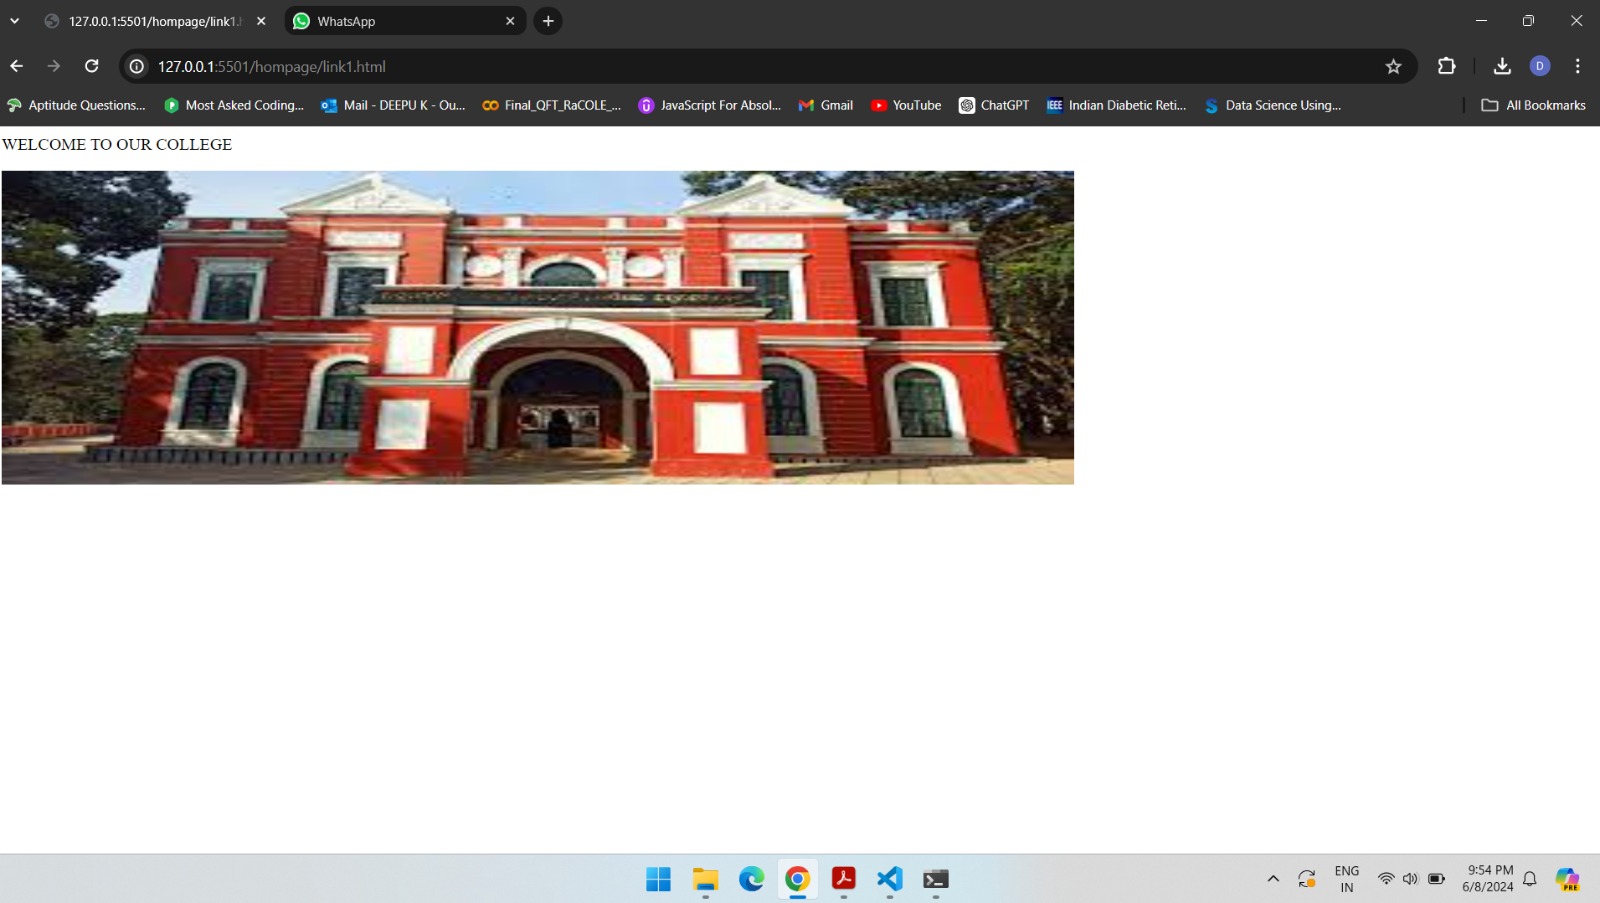 127.0.0.1:5501/hompage/link1.h
WhatsApp
127.0.0.1:5501/hompage/link1.html
Aptitude Questions...
Most Asked Coding...
Mail - DEEPU K - Ou...
Final_QFT_RaCOLE_...
JavaScript For Absol...
Gmail
YouTube
ChatGPT
IEEE
Indian Diabetic Reti...
Data Science Using...
All Bookmarks
D
WELCOME TO OUR COLLEGE
ENG
IN
9:54 PM
6/8/2024
PRE